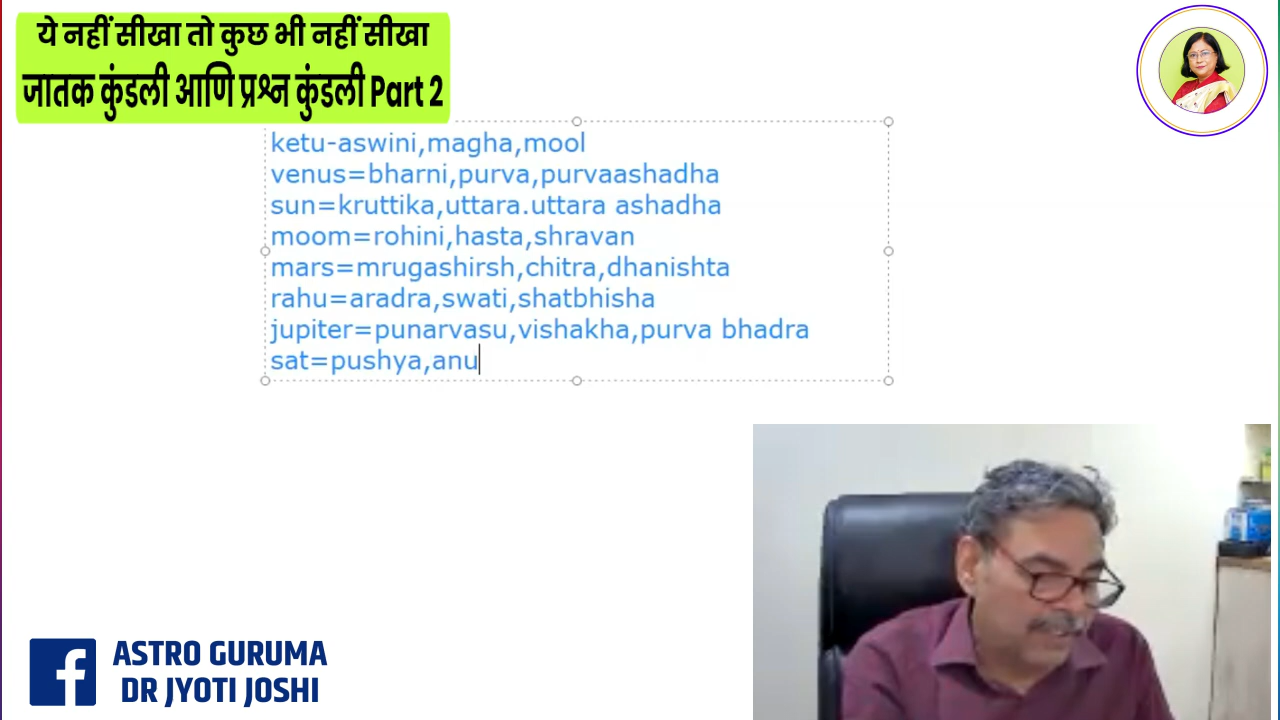 ये नहीं सीखा तो कुछ भी नहीं सीखा
जातक कुंडली आणि प्रश्न कुंडली Part 2
ketu-aswini,magha,mool
venus=bharni,purva,purvaashadha
sun=kruttika,uttara.uttara ashadha
moom=rohini,hasta,shravan
mars=mrugashirsh,chitra,dhanishta
rahu=aradra,swati,shatbhisha
jupiter=punarvasu,vishakha,purva bhadra
sat=pushya,anu
f
ASTRO GURUMA
DR JYOTI JOSHI